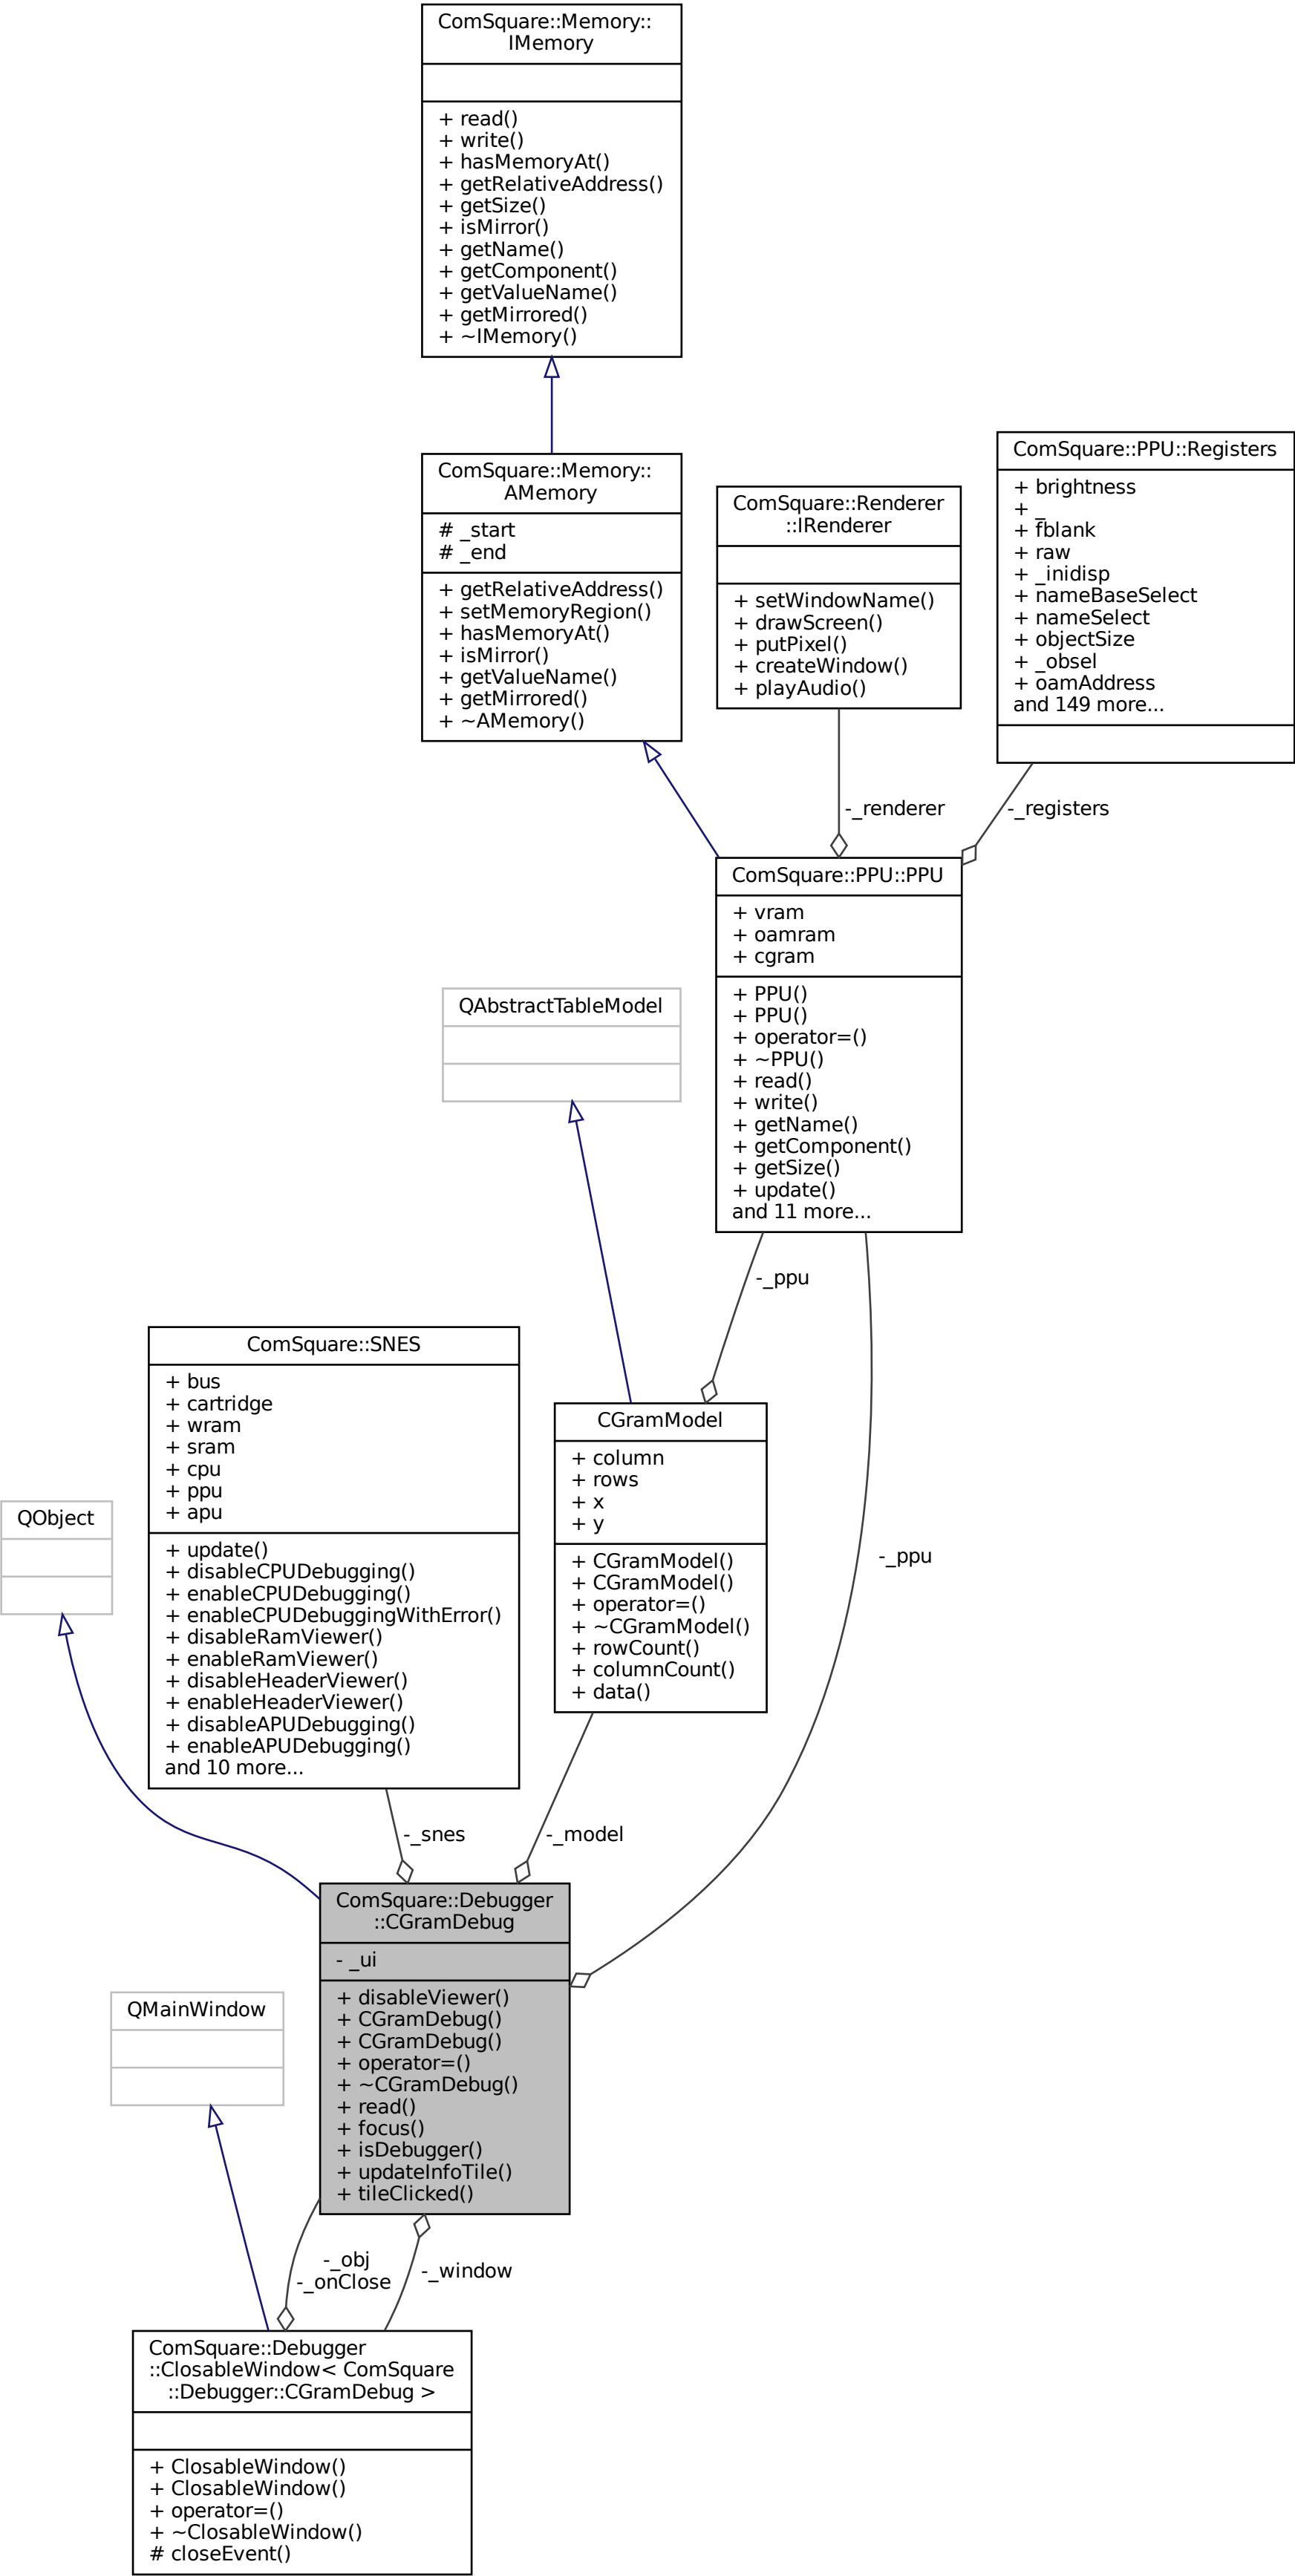 ComSquare::Memory::
IMemory
+ read()
+ write()
+ hasMemoryAt()
+ getRelativeAddress()
+ getSize()
+ isMirror()
+ getName()
+ getComponent()
+ getValueName()
+ getMirrored()
+ ~IMemory()
ComSquare::Memory::
AMemory
# _start
# _end
+ getRelativeAddress()
+ setMemoryRegion()
+ hasMemoryAt()
+ isMirror()
+ getValueName()
+ getMirrored()
+ ~AMemory()
ComSquare::Renderer
::IRenderer
+ setWindowName()
+ drawScreen()
+ putPixel()
+ createWindow()
+ playAudio()
ComSquare::PPU::Registers
+ brightness
+ _
+ fblank
+ raw
+ _inidisp
+ nameBaseSelect
+ nameSelect
+ objectSize
+ _obsel
+ oamAddress
and 149 more...
-_renderer
-_registers
ComSquare::PPU::PPU
+ vram
+ oamram
+ cgram
+ PPU()
+ PPU()
+ operator=()
+ ~PPU()
+ read()
+ write()
+ getName()
+ getComponent()
+ getSize()
+ update()
and 11 more...
QAbstractTableModel
-_ppu
ComSquare::SNES
+ bus
+ cartridge
+ wram
+ sram
+ cpu
+ ppu
+ apu
+ update()
+ disableCPUDebugging()
+ enableCPUDebugging()
+ enableCPUDebuggingWithError()
+ disableRamViewer()
+ enableRamViewer()
+ disableHeaderViewer()
+ enableHeaderViewer()
+ disableAPUDebugging()
+ enableAPUDebugging()
and 10 more...
CGramModel
+ column
+ rows
+ x
+ y
+ CGramModel()
+ CGramModel()
+ operator=()
+ ~CGramModel()
+ rowCount()
+ columnCount()
+ data()
QObject
-_ppu
-_snes
-_model
ComSquare::Debugger
::CGramDebug
- _ui
+ disableViewer()
+ CGramDebug()
+ CGramDebug()
+ operator=()
+ ~CGramDebug()
+ read()
+ focus()
+ isDebugger()
+ updateInfoTile()
+ tileClicked()
QMainWindow
-_obj
-_onClose
-_window
ComSquare::Debugger
::ClosableWindow< ComSquare
::Debugger::CGramDebug >
+ ClosableWindow()
+ ClosableWindow()
+ operator=()
+ ~ClosableWindow()
# closeEvent()